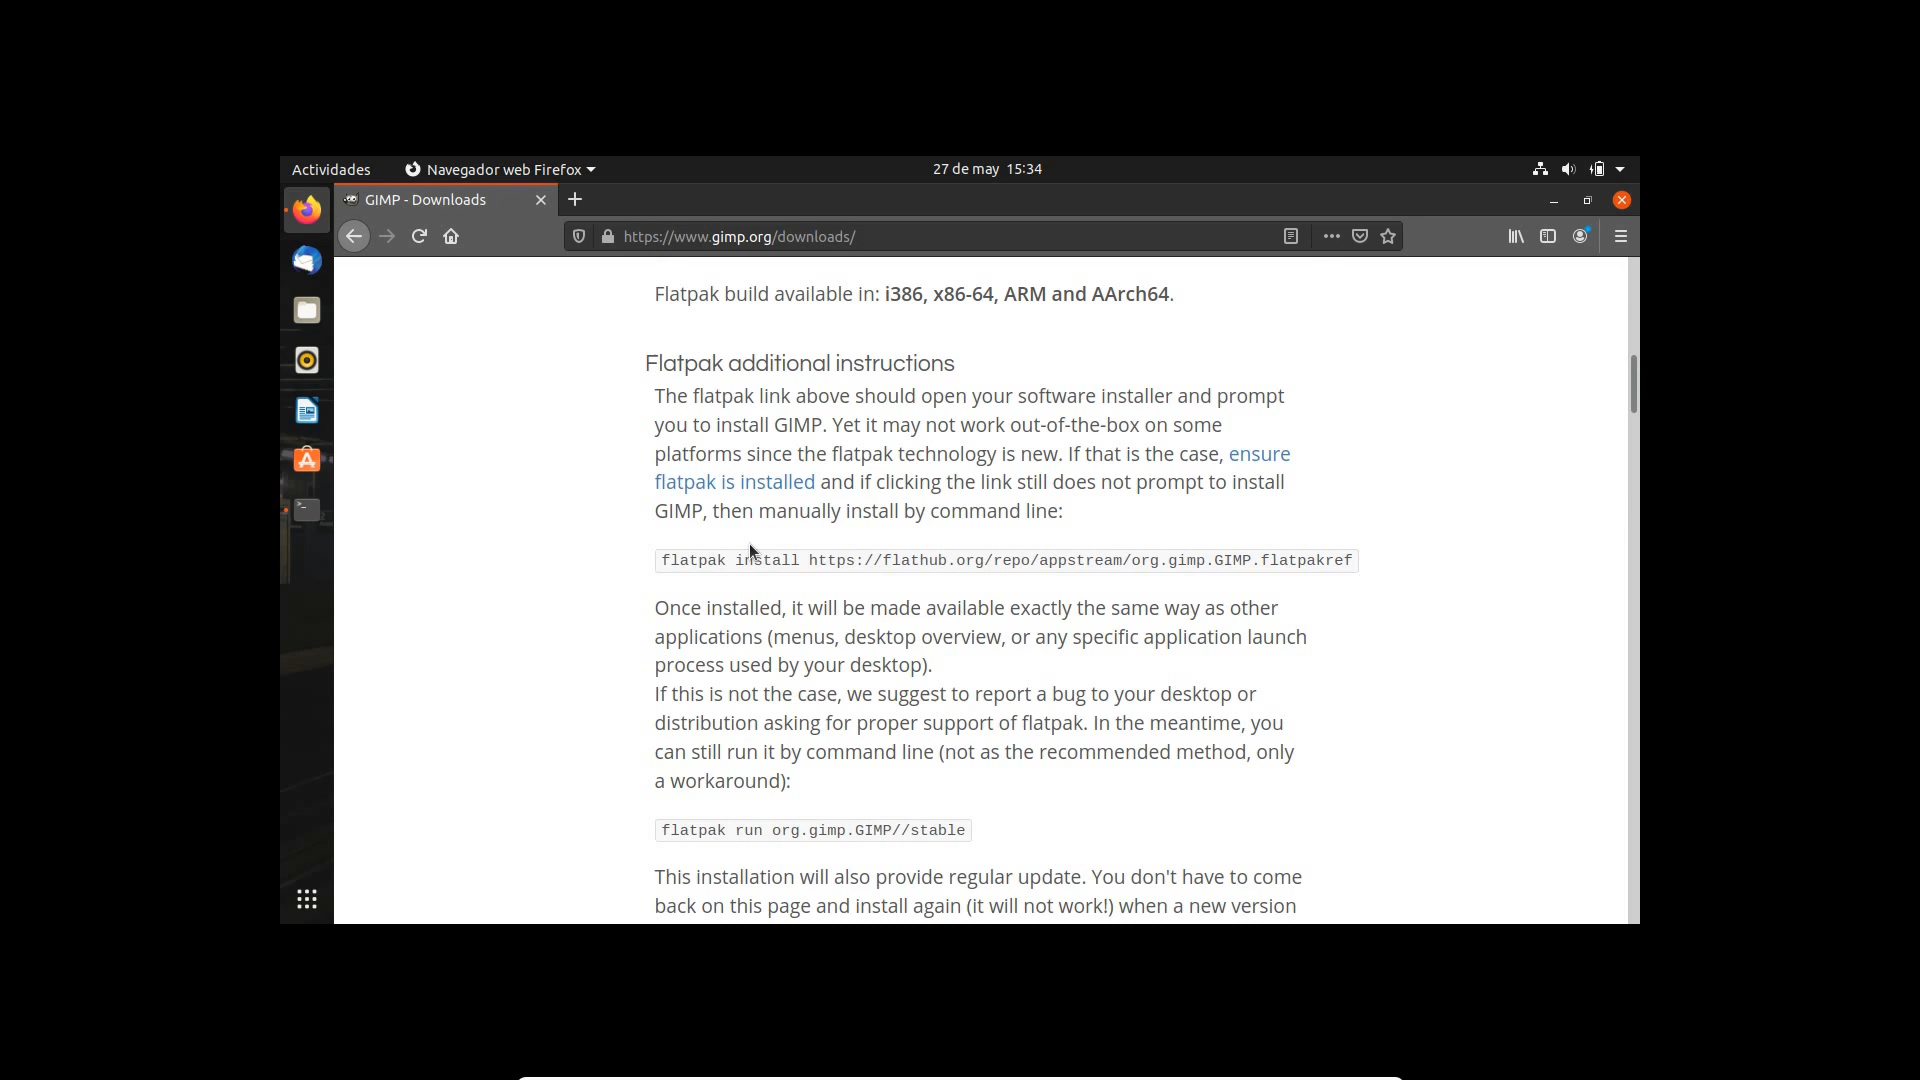 Actividades
Navegador web Firefox
27 de may 15:34
GIMP - Downloads
https://www.gimp.org/downloads/
Flatpak build available in: i386, x86-64, ARM and AArch64.
Flatpak additional instructions
The flatpak link above should open your software installer and prompt
you to install GIMP. Yet it may not work out-of-the-box on some
platforms since the flatpak technology is new. If that is the case, ensure
flatpak is installed and if clicking the link still does not prompt to install
GIMP, then manually install by command line:
flatpak install https://flathub.org/repo/appstream/org.gimp.GIMP.flatpakref
Once installed, it will be made available exactly the same way as other
applications (menus, desktop overview, or any specific application launch
process used by your desktop).
If this is not the case, we suggest to report a bug to your desktop or
distribution asking for proper support of flatpak. In the meantime, you
can still run it by command line (not as the recommended method, only
a workaround):
flatpak run org.gimp.GIMP//stable
This installation will also provide regular update. You don't have to come
back on this page and install again (it will not work!) when a new version